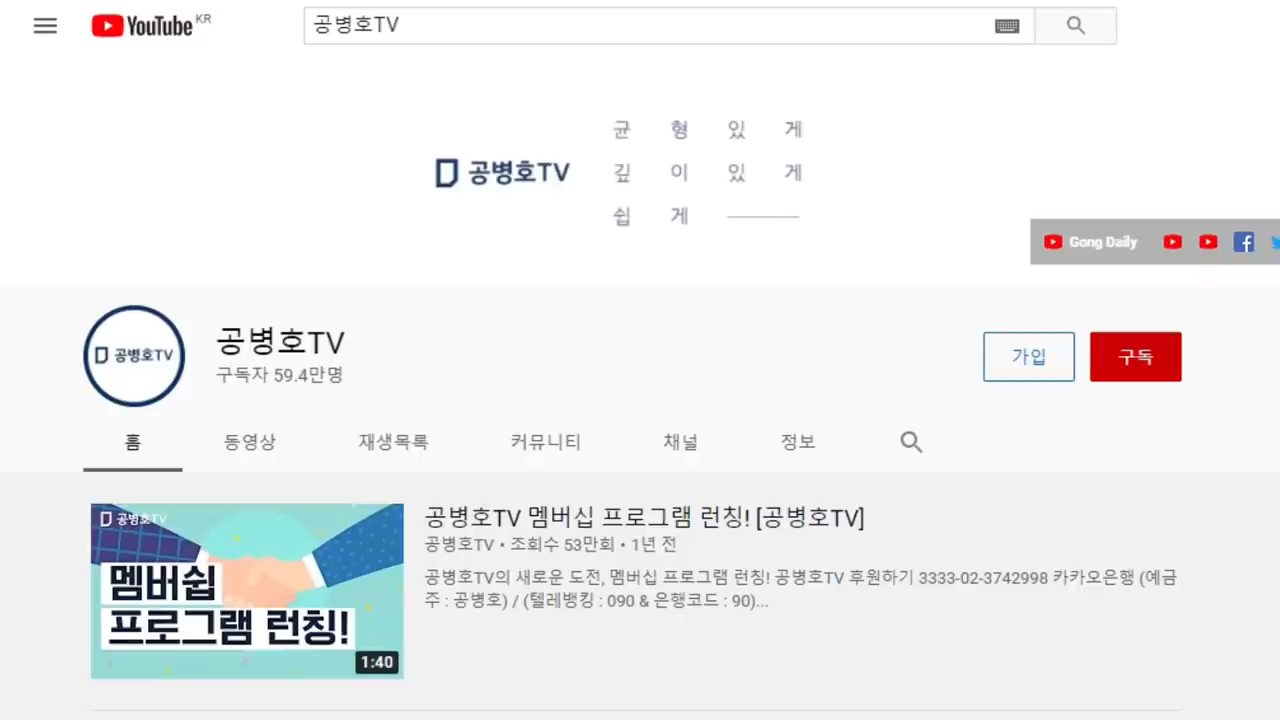 YouTube KR
공병호TV
공병호TV
균 형 있 게
깊 이 있 게
쉽 게
Gong Daily
공병호TV
공병호TV
구독자 59.4만명
가입
구독
홈
동영상
재생목록
커뮤니티
채널
정보
공병호TV
멤버쉽
프로그램 런칭!
1:40
공병호TV 멤버십 프로그램 런칭! [공병호TV]
공병호TV • 조회수 53만회 • 1년 전
공병호TV의 새로운 도전, 멤버십 프로그램 런칭! 공병호TV 후원하기 3333-02-3742998 카카오은행 (예금
주 : 공병호) / (텔레뱅킹 : 090 & 은행코드 : 90)...